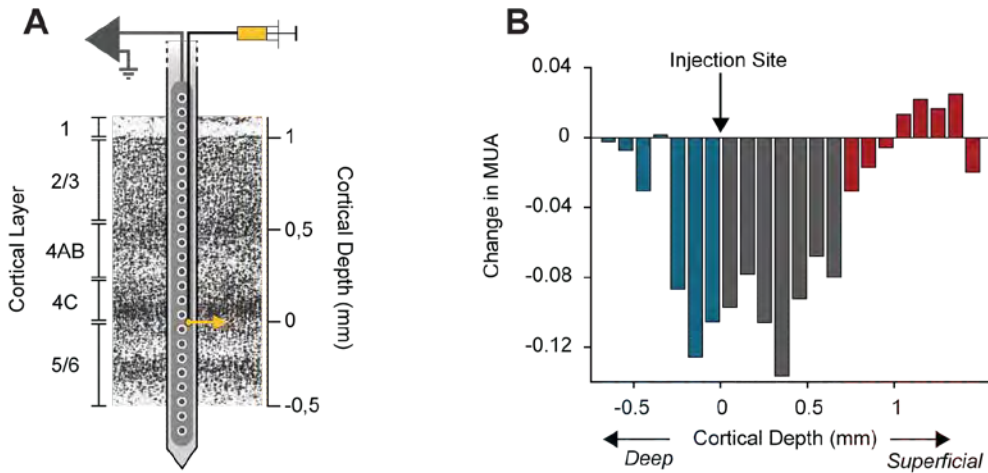 A
Cortical Layer
1
2/3
4AB
4C
5/6
1
0,5
0
-0,5
Cortical Depth (mm)
B
Injection Site
Change in MUA
0.04
0
-0.04
-0.08
-0.12
-0.5
0
0.5
1
Cortical Depth (mm)
Deep
Superficial